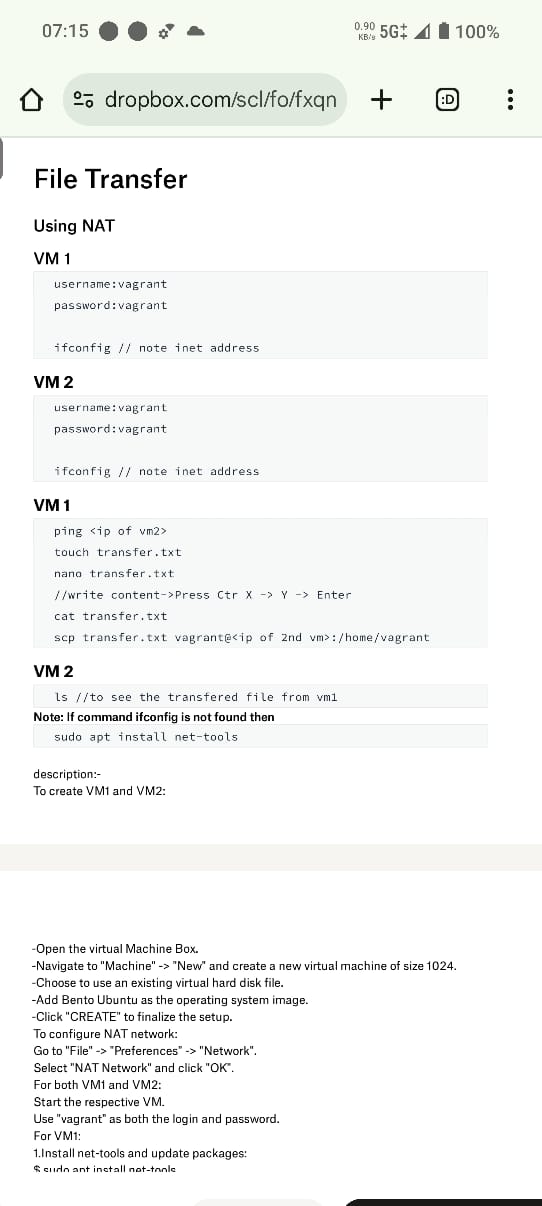 07:15
0.90
KB/s
5G
100%
dropbox.com/scl/fo/fxqn
:D
File Transfer
Using NAT
VM 1
username:vagrant
password:vagrant
ifconfig // note inet address
VM 2
username:vagrant
password:vagrant
ifconfig // note inet address
VM 1
ping <ip of vm2>
touch transfer.txt
nano transfer.txt
//write content->Press Ctr X -> Y -> Enter
cat transfer.txt
scp transfer.txt vagrant@<ip of 2nd vm>:/home/vagrant
VM 2
ls //to see the transfered file from vm1
Note: If command ifconfig is not found then
sudo apt install net-tools
description:-
To create VM1 and VM2:
-Open the virtual Machine Box.
-Navigate to "Machine" -> "New" and create a new virtual machine of size 1024.
-Choose to use an existing virtual hard disk file.
-Add Bento Ubuntu as the operating system image.
-Click "CREATE" to finalize the setup.
To configure NAT network:
Go to "File" -> "Preferences" -> "Network".
Select "NAT Network" and click "OK".
For both VM1 and VM2:
Start the respective VM.
Use "vagrant" as both the login and password.
For VM1:
1.Install net-tools and update packages:
$ sudo apt install net-tools